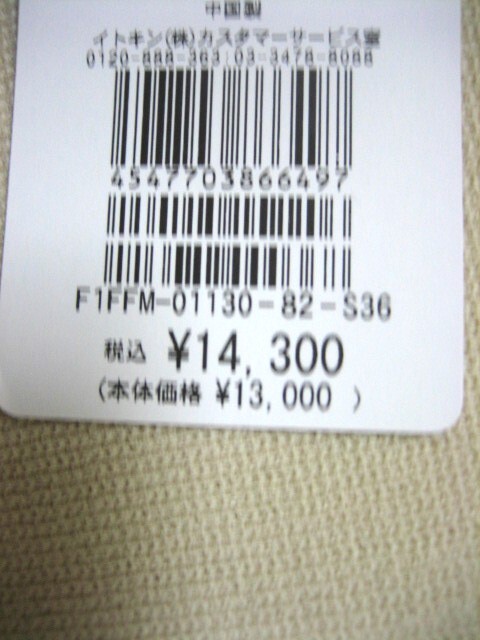 中国製
イトキン(株)カスタマーサービス室
0120-888-363:03-3478-8088
4547703866497
F1FFM-01130-82-S36
税込 ¥14,300
(本体価格 ¥13,000 )